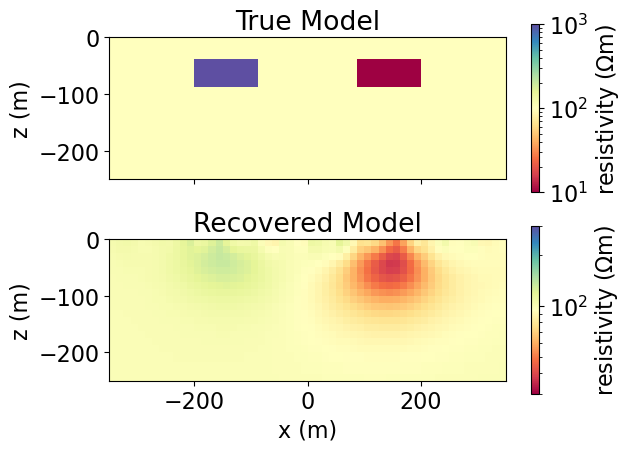 True Model
0
−100
−200
z (m)
10³
10²
10¹
resistivity (Ωm)
Recovered Model
0
−100
−200
z (m)
−200
0
200
x (m)
10²
resistivity (Ωm)